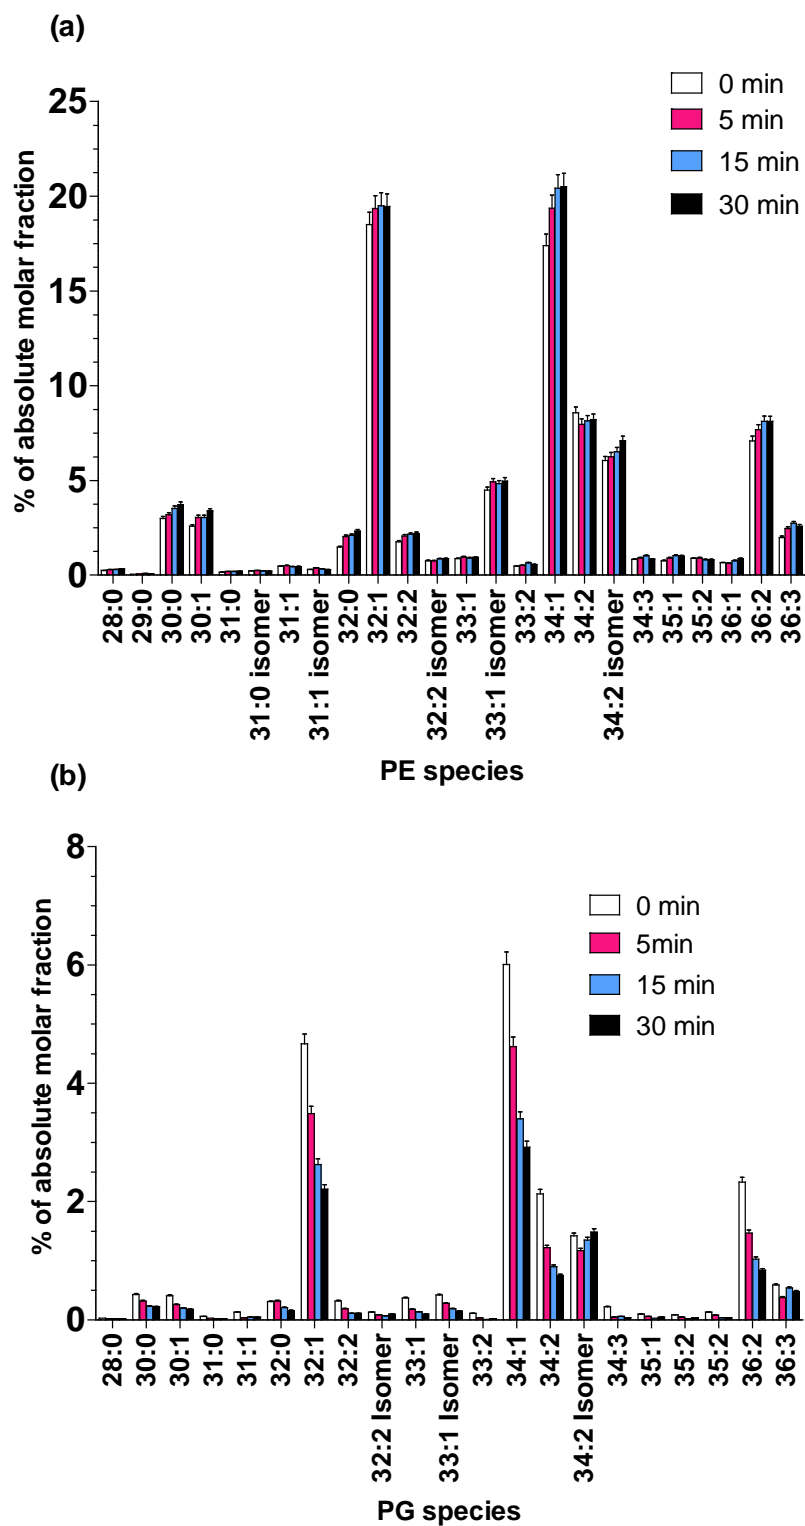 (a)
0 min
5 min
15 min
30 min
% of absolute molar fraction
25
20
15
10
5
0
28:0
29:0
30:0
30:1
31:0
31:0 isomer
31:1
31:1 isomer
32:0
32:1
32:2
32:2 isomer
33:1
33:1 isomer
33:2
34:1
34:2
34:2 isomer
34:3
35:1
35:2
36:1
36:2
36:3
PE species
(b)
0 min
5min
15 min
30 min
% of absolute molar fraction
8
6
4
2
0
28:0
30:0
30:1
31:0
31:1
32:0
32:1
32:2
32:2 Isomer
33:1
33:1 Isomer
33:2
34:1
34:2
34:2 Isomer
34:3
35:1
35:2
35:2
36:2
36:3
PG species